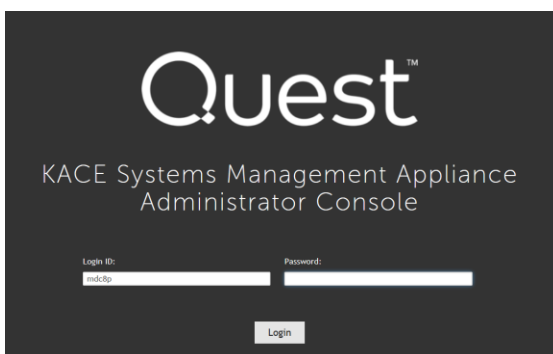 Quest™
KACE Systems Management Appliance
Administrator Console
Login ID: Password:
mdc8p
Login